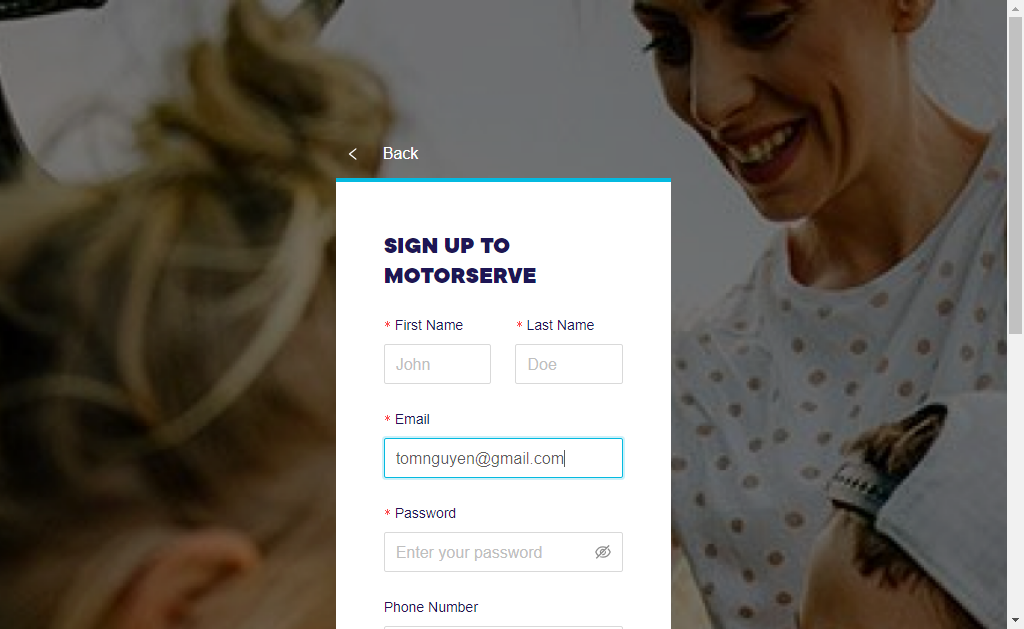 Back
SIGN UP TO
MOTORSERVE
* First Name
* Last Name
John
Doe
* Email
tomnguyen@gmail.com
* Password
Enter your password
Phone Number